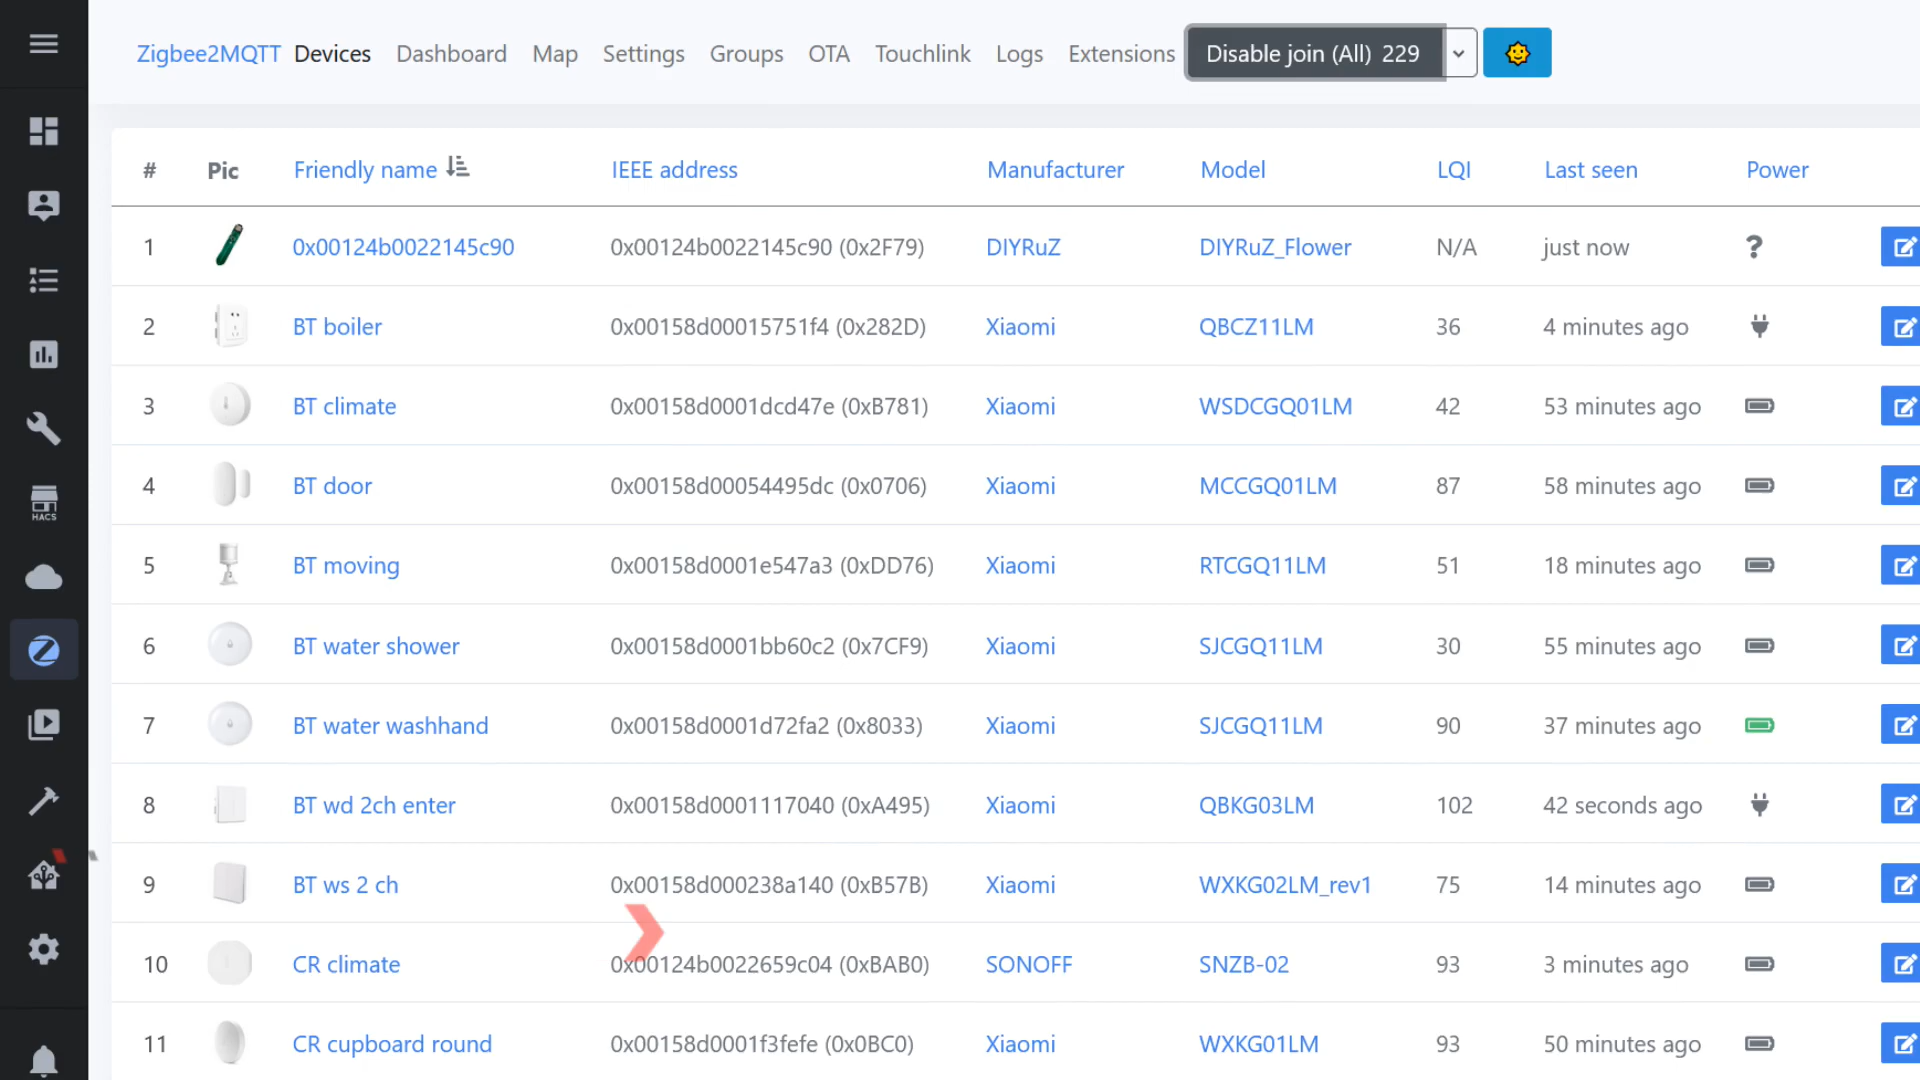 Zigbee2MQTT Devices Dashboard Map Settings Groups OTA Touchlink Logs Extensions Disable join (All) 229
# Pic Friendly name IEEE address Manufacturer Model LQI Last seen Power
1 0x00124b0022145c90 0x00124b0022145c90 (0x2F79) DIYRuZ DIYRuZ_Flower N/A just now ?
2 BT boiler 0x00158d00015751f4 (0x282D) Xiaomi QBCZ11LM 36 4 minutes ago
3 BT climate 0x00158d0001dcd47e (0xB781) Xiaomi WSDCGQ01LM 42 53 minutes ago
4 BT door 0x00158d00054495dc (0x0706) Xiaomi MCCGQ01LM 87 58 minutes ago
5 BT moving 0x00158d0001e547a3 (0xDD76) Xiaomi RTCGQ11LM 51 18 minutes ago
6 BT water shower 0x00158d0001bb60c2 (0x7CF9) Xiaomi SJCGQ11LM 30 55 minutes ago
HACS
7 BT water washhand 0x00158d0001d72fa2 (0x8033) Xiaomi SJCGQ11LM 90 37 minutes ago
8 BT wd 2ch enter 0x00158d0001117040 (0xA495) Xiaomi QBKG03LM 102 42 seconds ago
9 BT ws 2 ch 0x00158d000238a140 (0xB57B) Xiaomi WXKG02LM_rev1 75 14 minutes ago
10 CR climate 0x00124b0022659c04 (0xBAB0) SONOFF SNZB-02 93 3 minutes ago
11 CR cupboard round 0x00158d0001f3fefe (0x0BC0) Xiaomi WXKG01LM 93 50 minutes ago